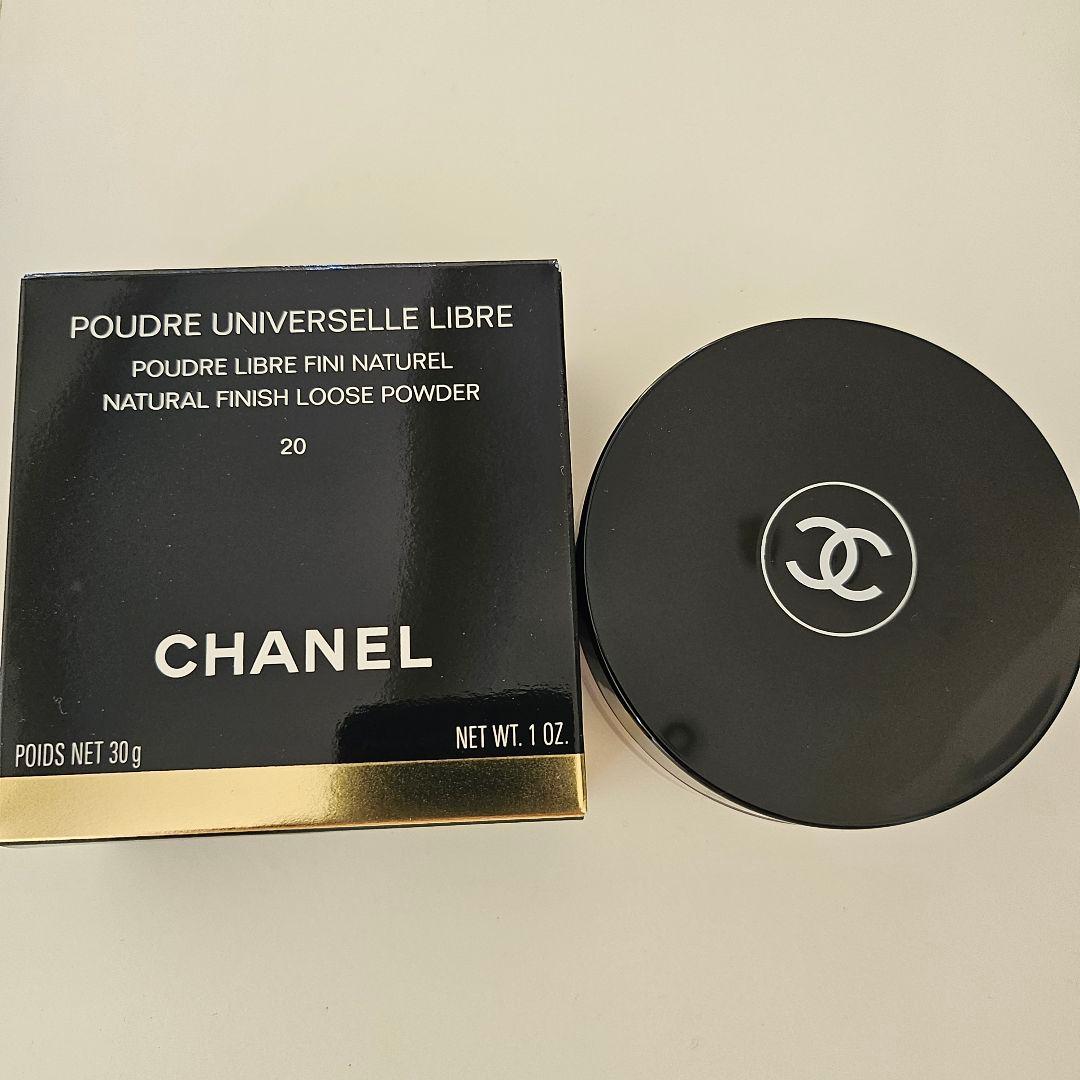 POUDRE UNIVERSELLE LIBRE
POUDRE LIBRE FINI NATUREL
NATURAL FINISH LOOSE POWDER
20
CHANEL
POIDS NET 30 g
NET WT. 1 OZ.